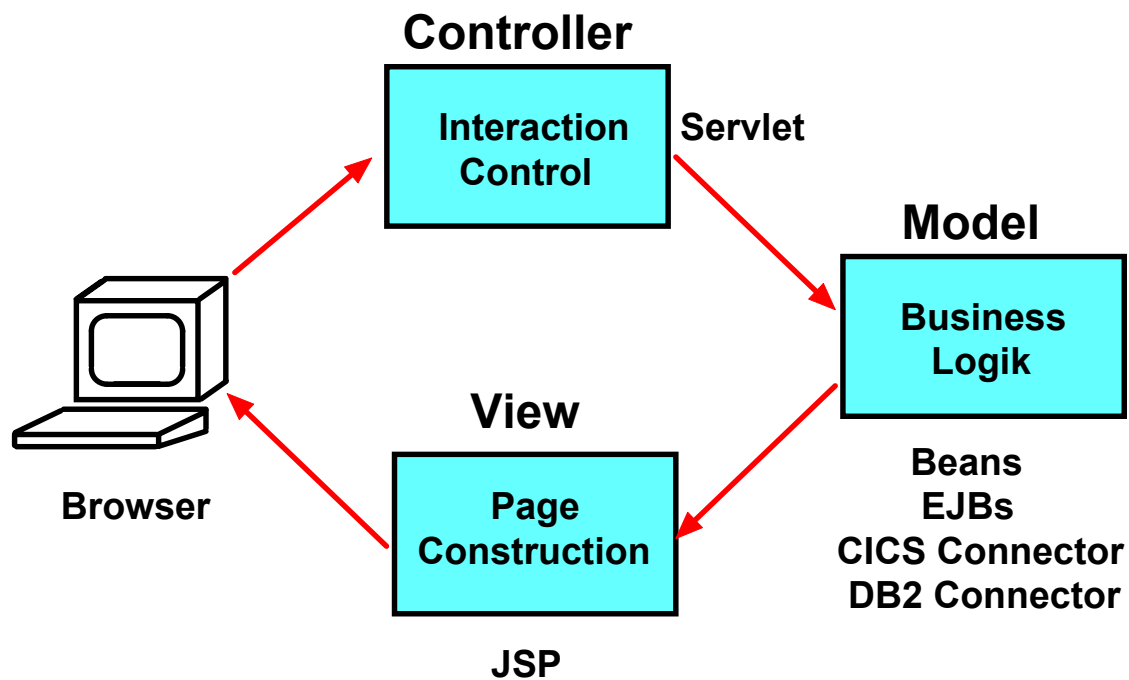 Controller
Interaction
Control
Servlet
Model
Business
Logik
Beans
EJBs
CICS Connector
DB2 Connector
View
Page
Construction
JSP
Browser